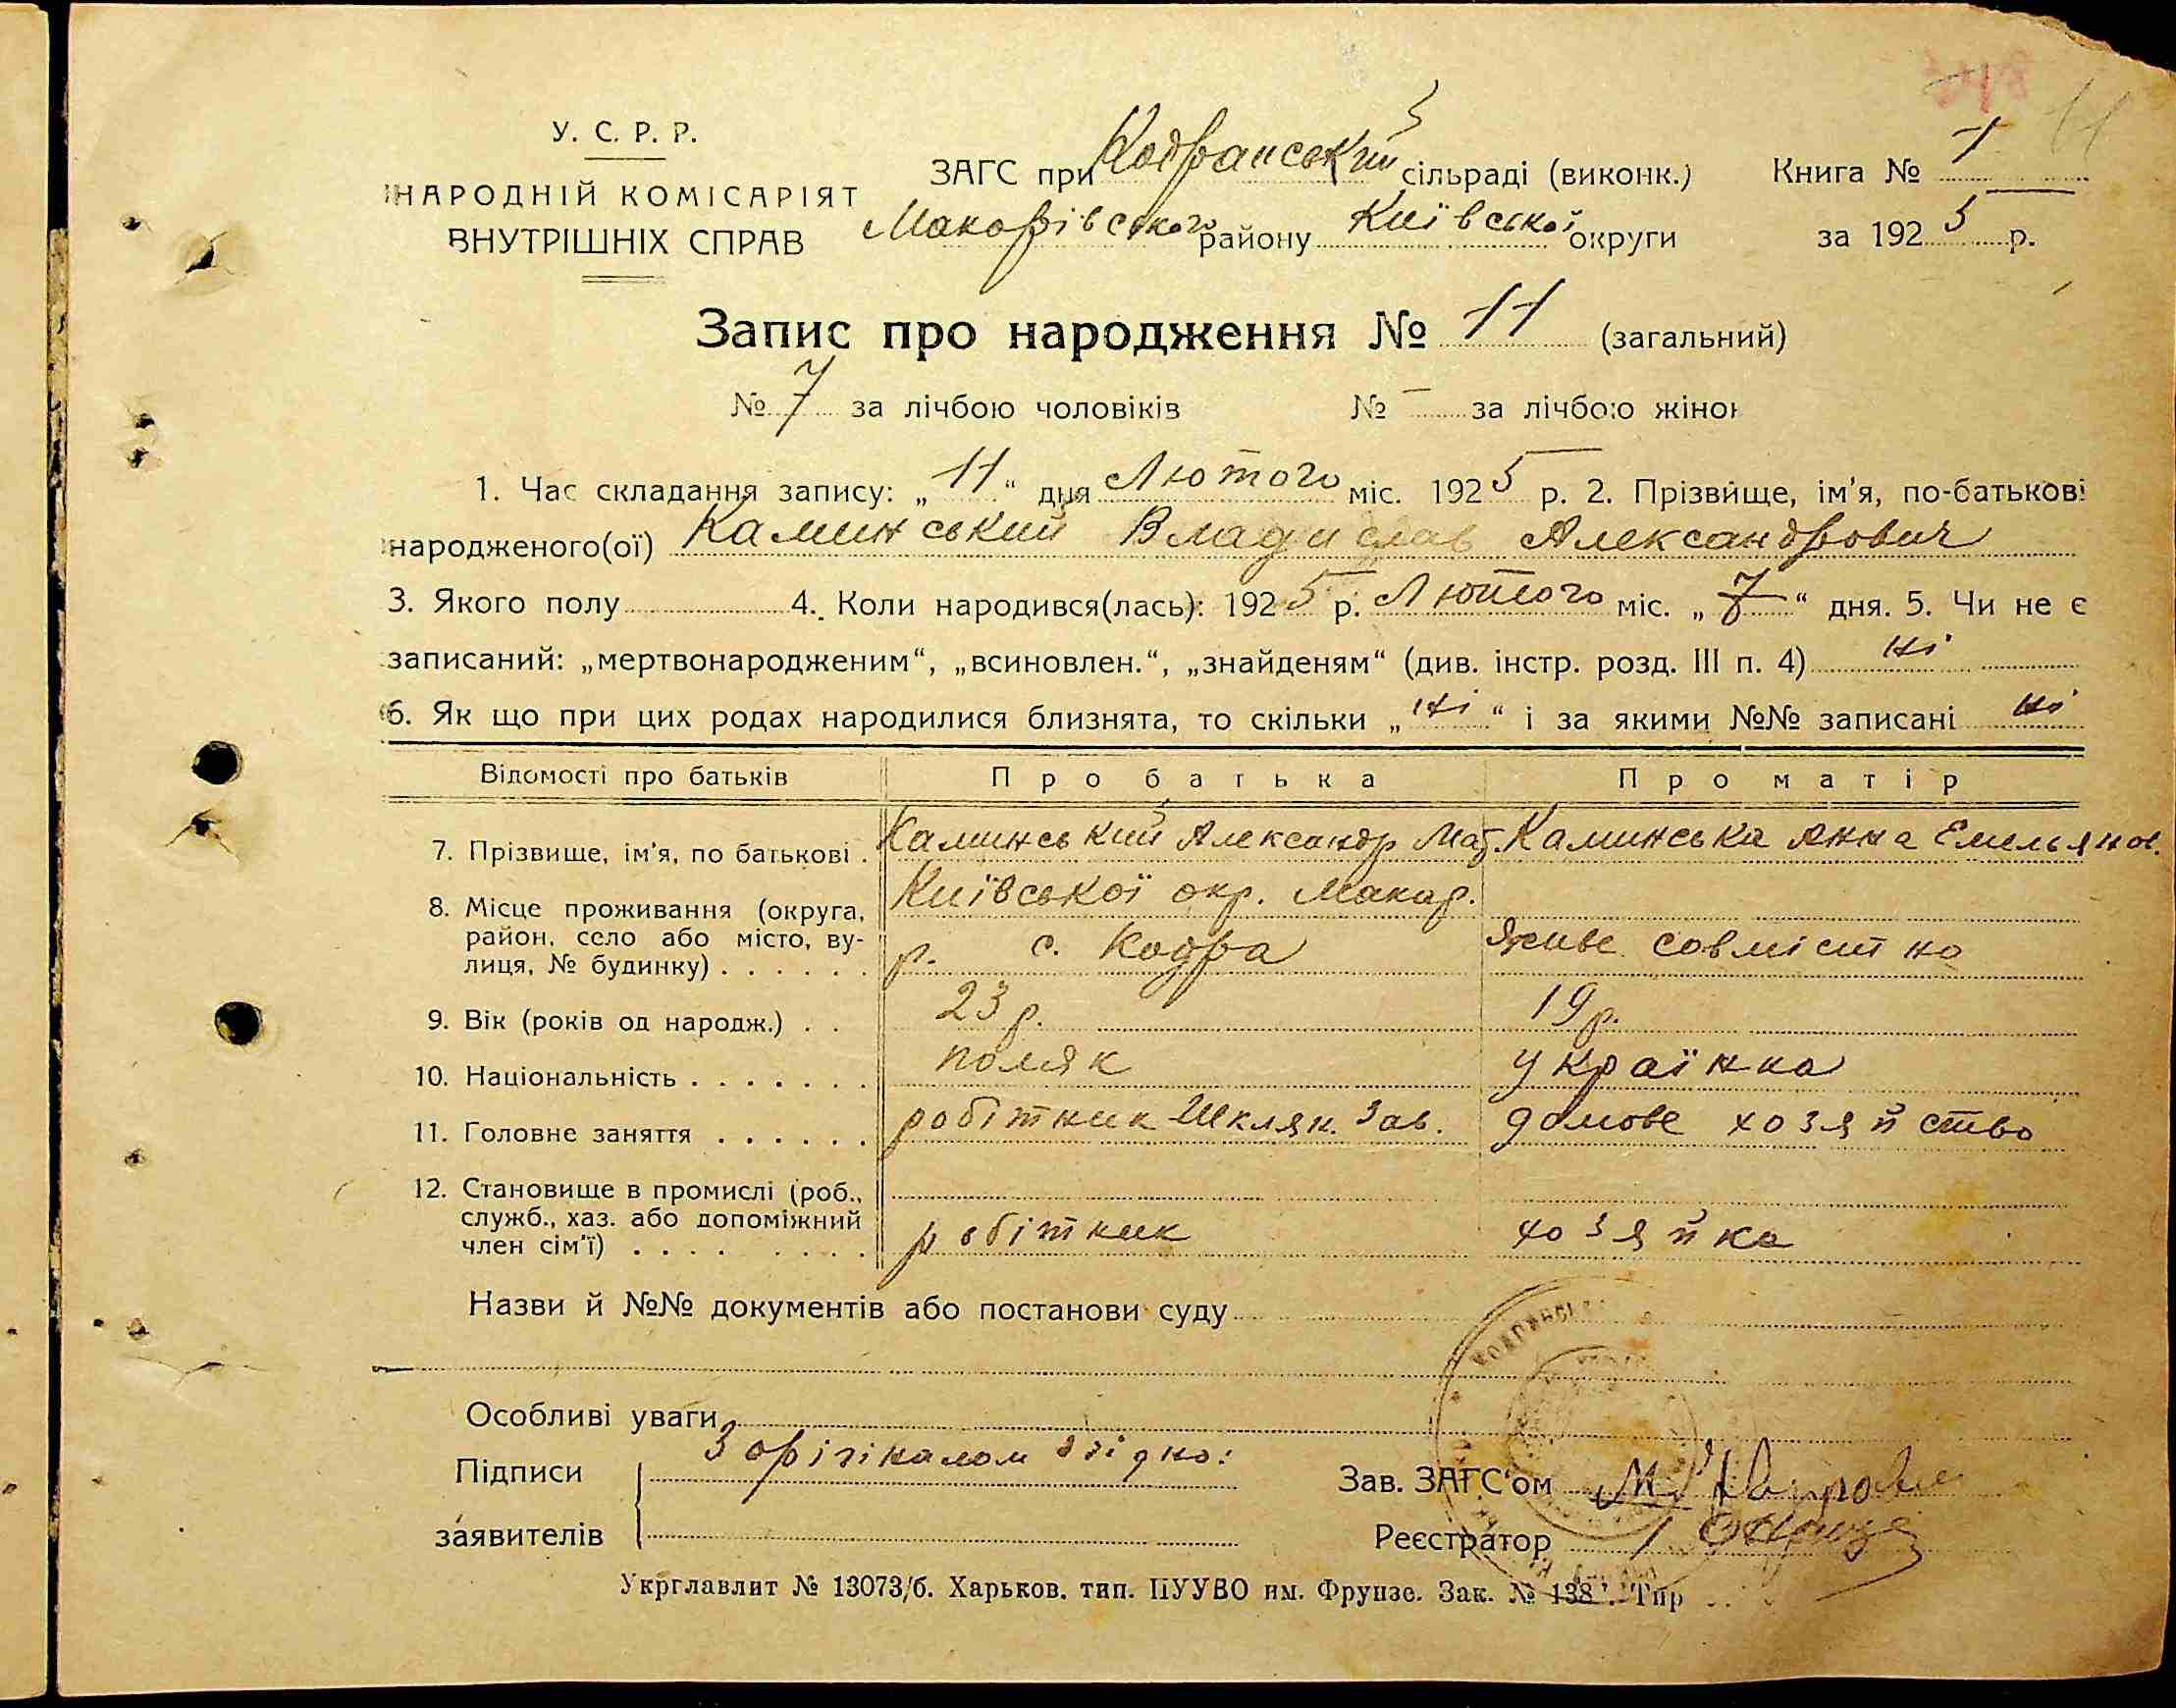 У. С. Р. Р.
НАРОДНІЙ КОМІСАРІЯТ
ВНУТРІШНІХ СПРАВ
ЗАГС при Кодранський сільраді (виконк.)
Макарівського району Київської округи
Книга № 1
за 1925 р.
11
Запис про народження № 11 (загальний)
№ 7 за лічбою чоловіків № — за лічбою жінок
1. Час складання запису: „11“ дня Лютого міс. 1925 р. 2. Прізвище, ім'я, по-батькові
народженого(ої) Каминський Владислав Александрович
3. Якого полу 4. Коли народився(лась): 1925 р. Лютого міс. „7“ дня. 5. Чи не є
записаний: „мертвонародженим“, „всиновлен.“, „знайденям“ (див. інстр. розд. III п. 4) ні
6. Як що при цих родах народилися близнята, то скільки „ні“ і за якими №№ записані ні
Відомості про батьків Про батька Про матір
7. Прізвище, ім'я, по батькові . Каминський Александр Мат. Каминська Анна Емельянов.
8. Місце проживання (округа, район, село або місто, вулиця, № будинку) . . . . . .
Київської окр. Макар.
р. с. Кодра живе совмістно
9. Вік (років од народж.) . . 23 р. 19 р.
10. Національність . . . . . . . поляк українка
11. Головне заняття . . . . . . робітник Шклян. Зав. домове хозяйство
12. Становище в промислі (роб.,
служб., хаз. або допоміжний
член сім'ї) . . . . . . . . робітник хозяйка
Назви й №№ документів або постанови суду
Особливі уваги
Підписи З орігіналом згідно:
заявителів
Зав. ЗАГС'ом
Реєстратор
Укрглавлит № 13073/б. Харьков. тип. ПУУВО им. Фрунзе. Зак. № 138